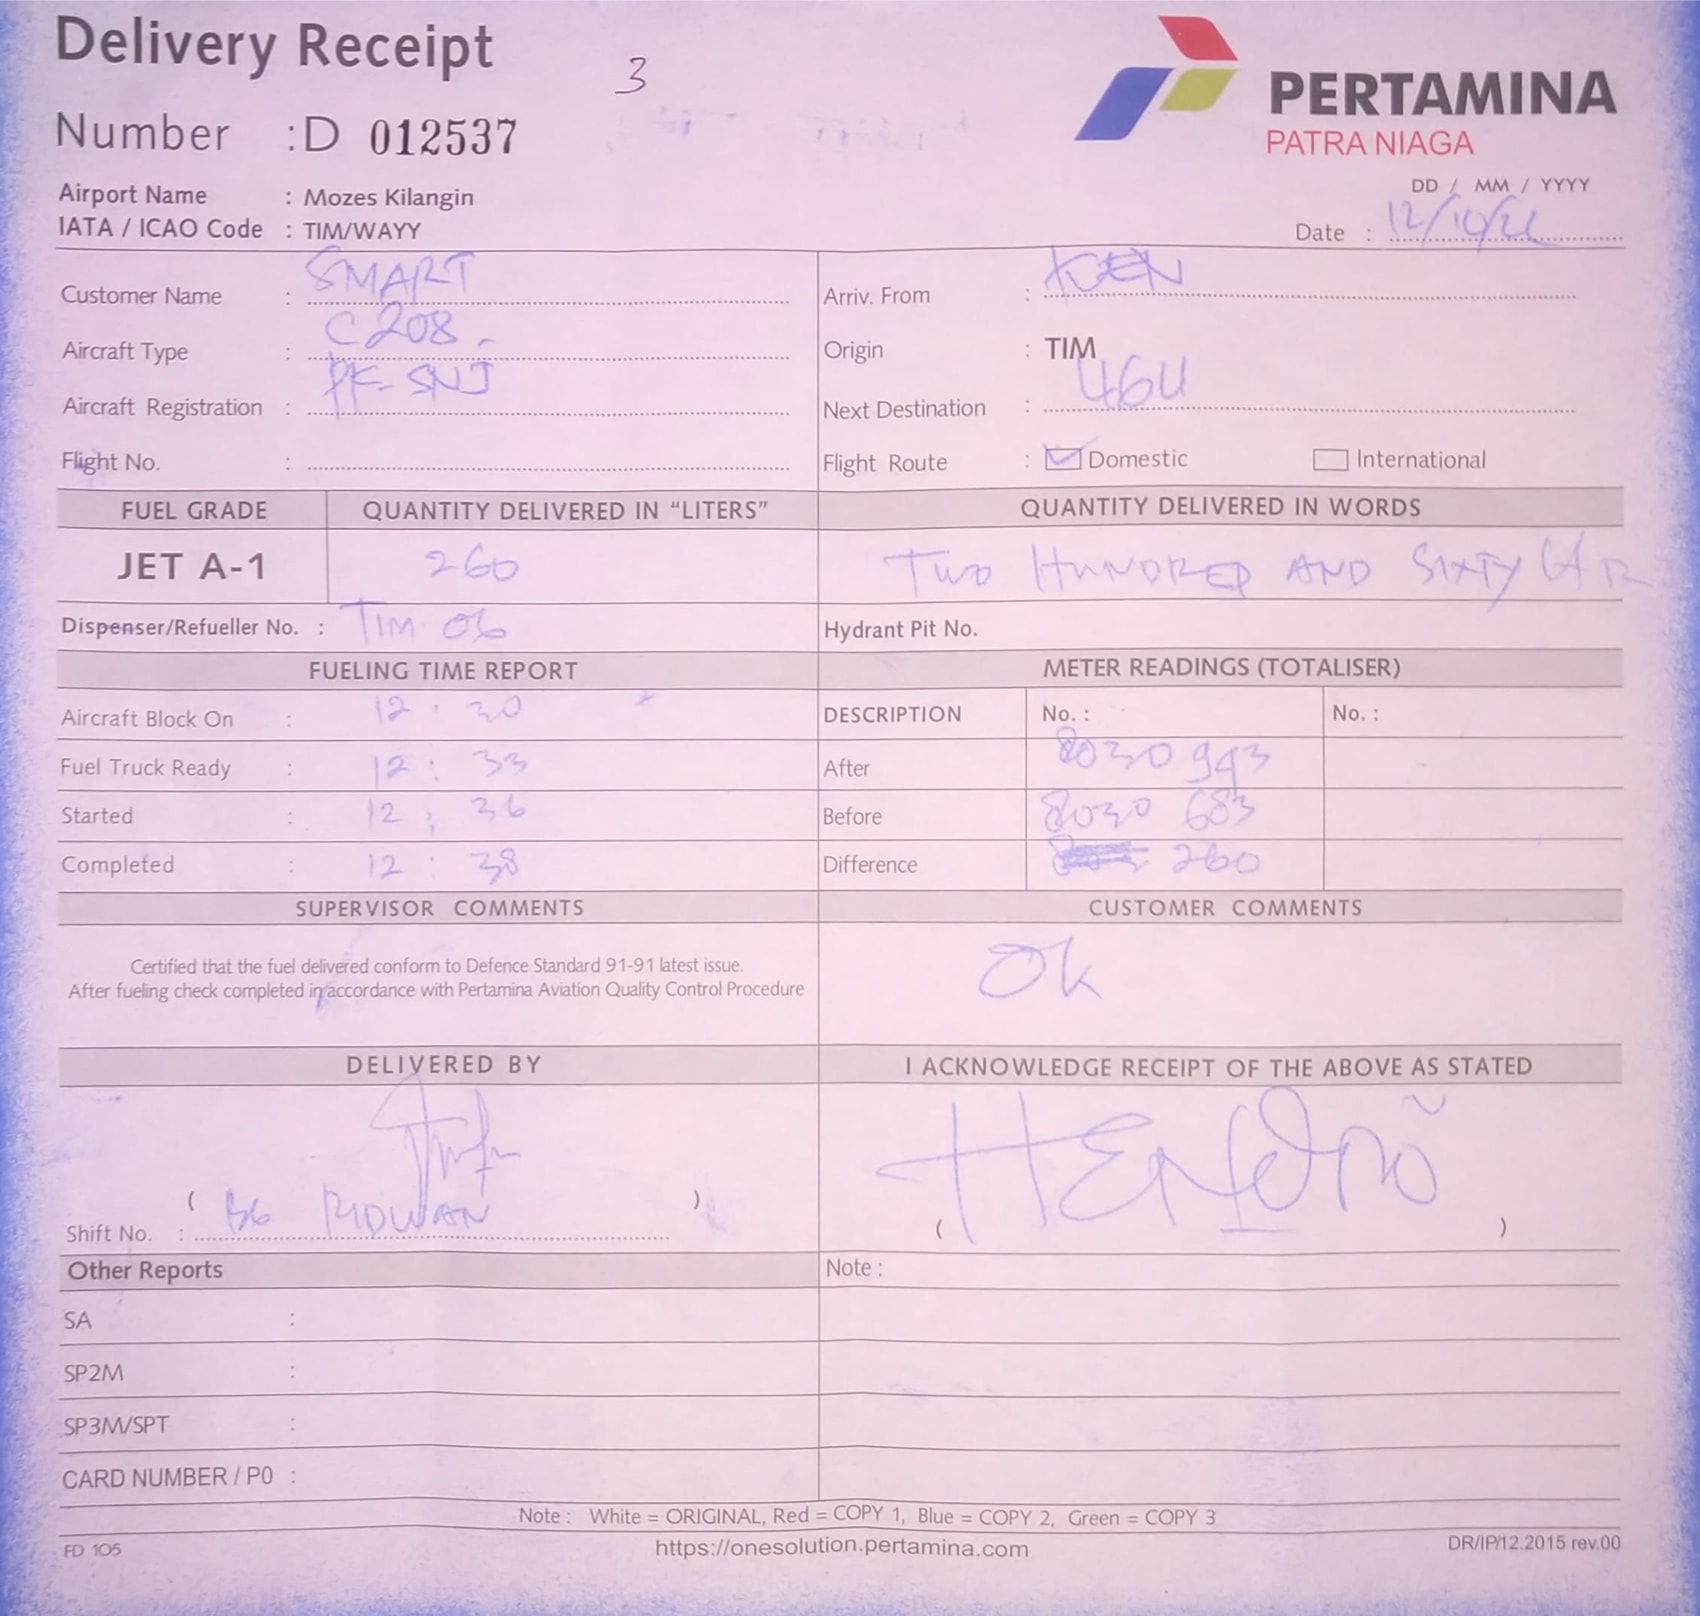 Delivery Receipt
3
Number : D 012537
PERTAMINA
PATRA NIAGA
Airport Name : Mozes Kilangin
IATA / ICAO Code : TIM/WAYY
DD / MM / YYYY
Date : 12/10/22
Customer Name : SMART
Arriv. From :
Aircraft Type : C208
Origin : TIM
Aircraft Registration : PK-SNJ
Next Destination :
Flight No. :
Flight Route : Domestic International
FUEL GRADE QUANTITY DELIVERED IN “LITERS” QUANTITY DELIVERED IN WORDS
JET A-1 260 TWO HUNDRED AND SIXTY LTR
Dispenser/Refueller No. : TIM 06 Hydrant Pit No.
FUELING TIME REPORT METER READINGS (TOTALISER)
Aircraft Block On : 12 : 30 DESCRIPTION No. : No. :
Fuel Truck Ready : 12 : 33 After 8030 943
Started : 12 : 36 Before 8030 683
Completed : 12 : 38 Difference 260
SUPERVISOR COMMENTS CUSTOMER COMMENTS
Certified that the fuel delivered conform to Defence Standard 91-91 latest issue.
After fueling check completed in accordance with Pertamina Aviation Quality Control Procedure
OK
DELIVERED BY I ACKNOWLEDGE RECEIPT OF THE ABOVE AS STATED
( RIDWAN )
Shift No. :
( HENDRO )
Other Reports Note :
SA :
SP2M :
SP3M/SPT :
CARD NUMBER / P0 :
Note : White = ORIGINAL, Red = COPY 1, Blue = COPY 2, Green = COPY 3
FD 105 https://onesolution.pertamina.com DR/IP/12.2015 rev.00